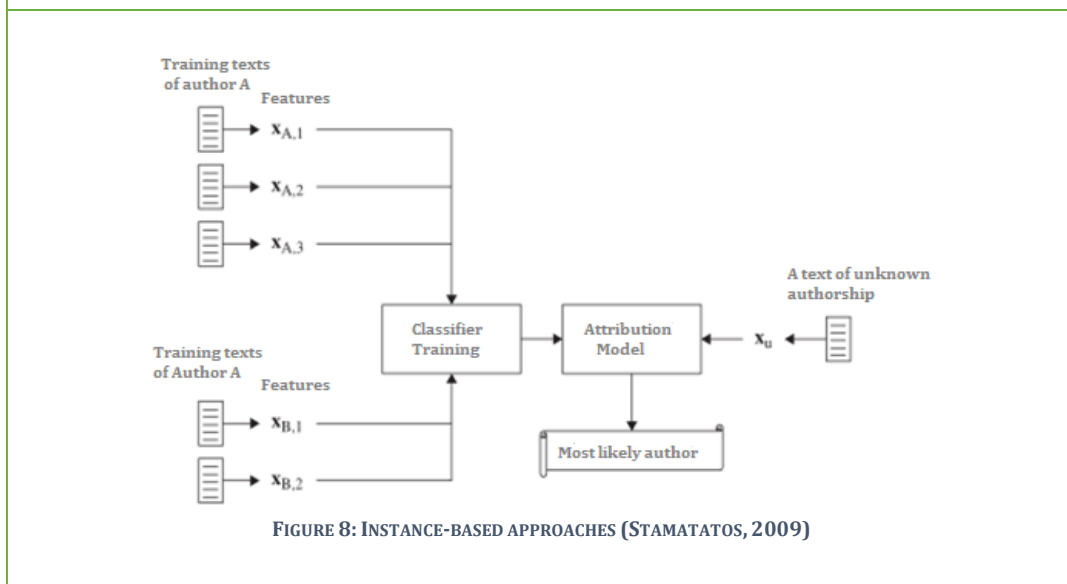 Training texts
of author A
Features
x_A,1
x_A,2
x_A,3
A text of unknown
authorship
Classifier
Training
Attribution
Model
x_u
Training texts
of Author A
Features
x_B,1
Most likely author
x_B,2
FIGURE 8: INSTANCE-BASED APPROACHES (STAMATATOS, 2009)